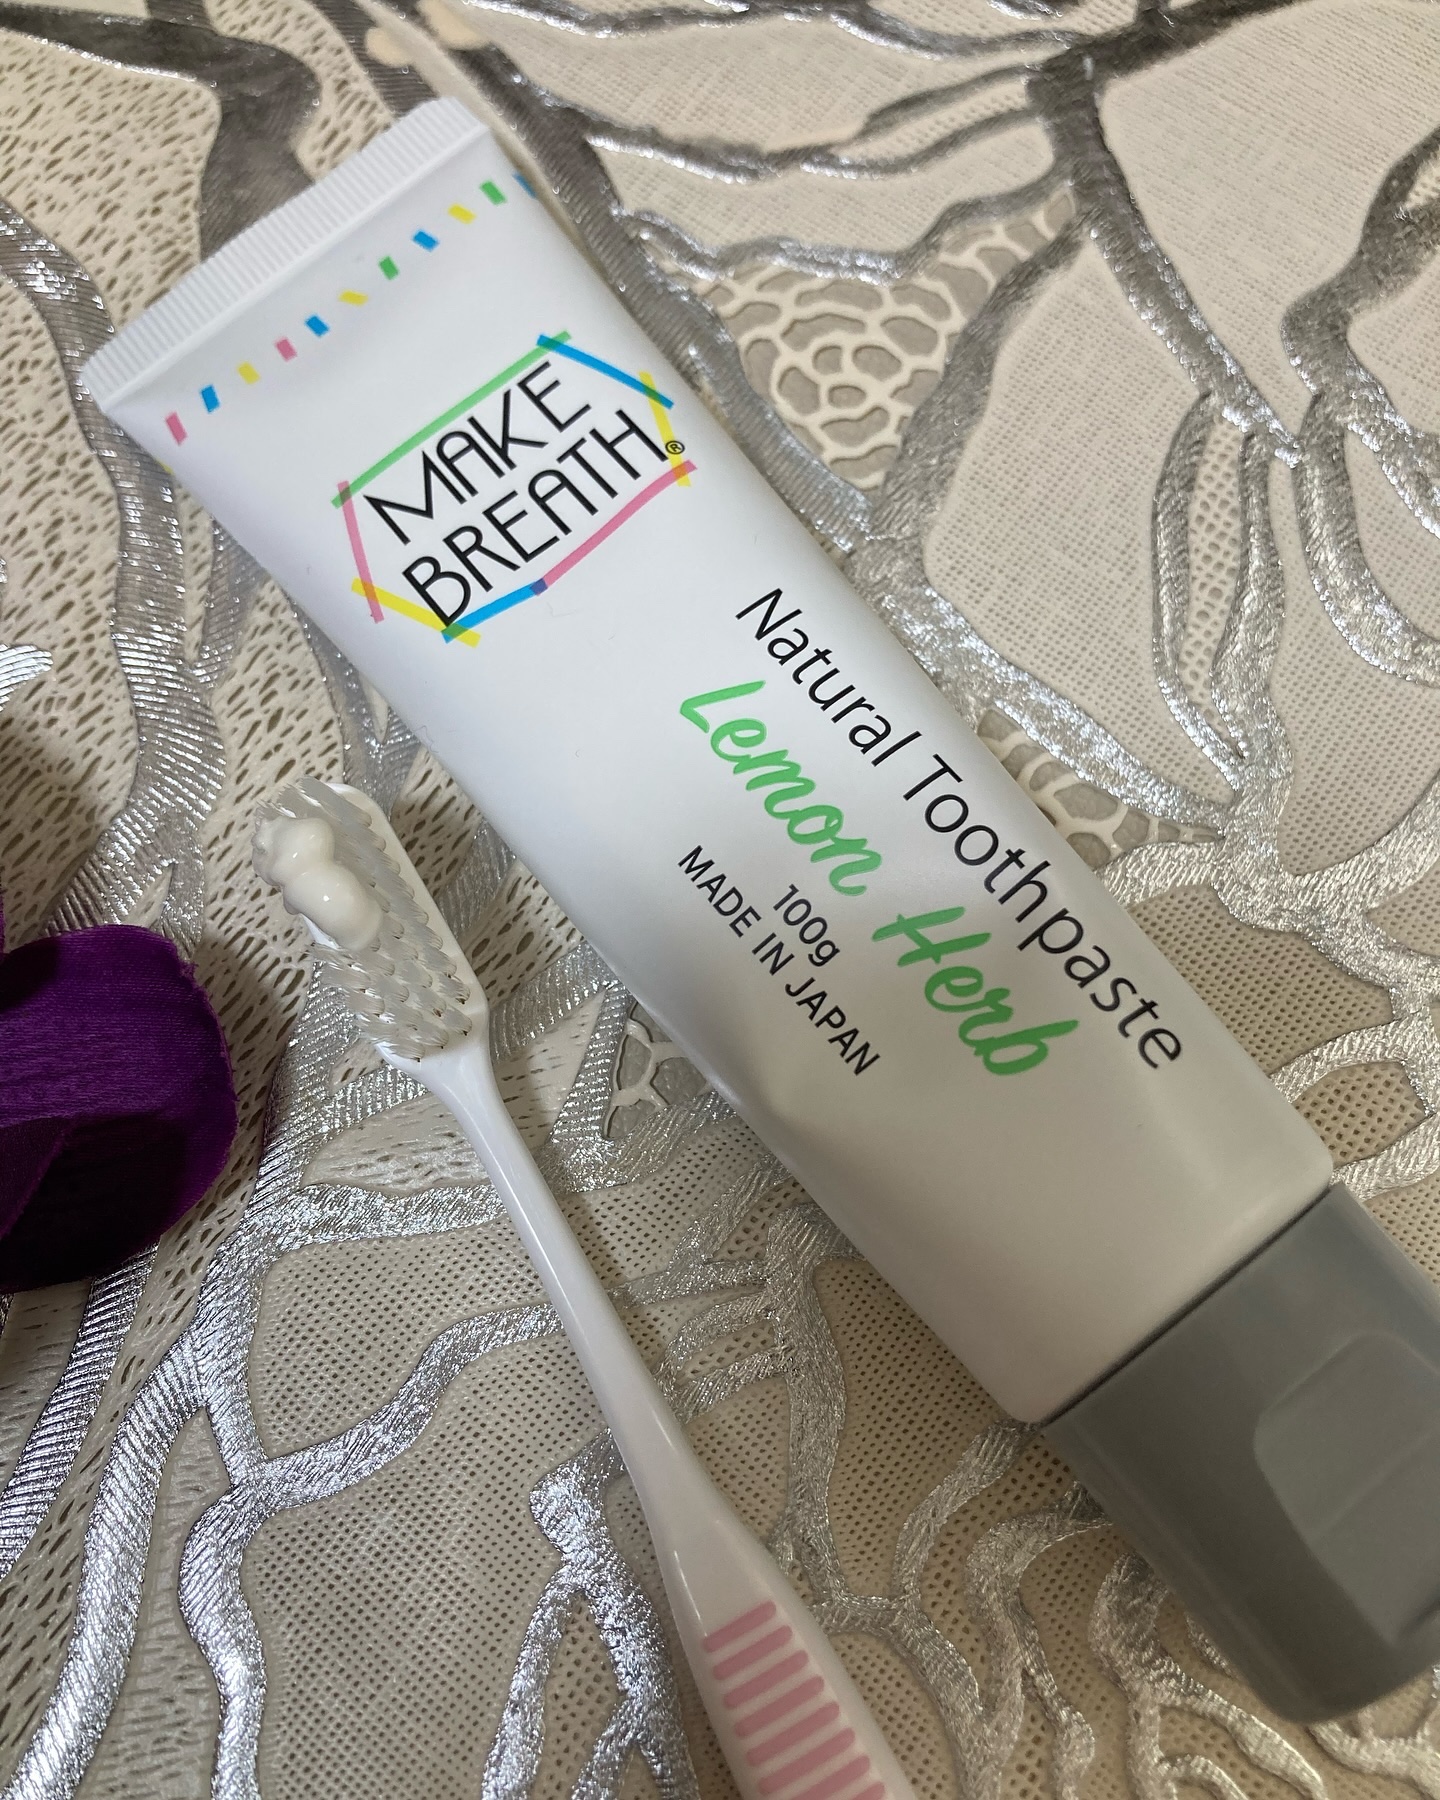 MAKE
BREATH®
Natural Toothpaste
Lemon Herb
100g
MADE IN JAPAN